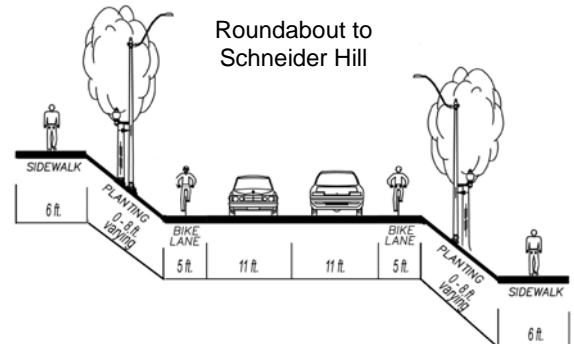 Roundabout to
Schneider Hill
SIDEWALK
6 ft.
PLANTING
0 - 8 ft.
varying
BIKE
LANE
5 ft.
11 ft.
11 ft.
BIKE
LANE
5 ft.
PLANTING
0 - 8 ft.
varying
SIDEWALK
6 ft.